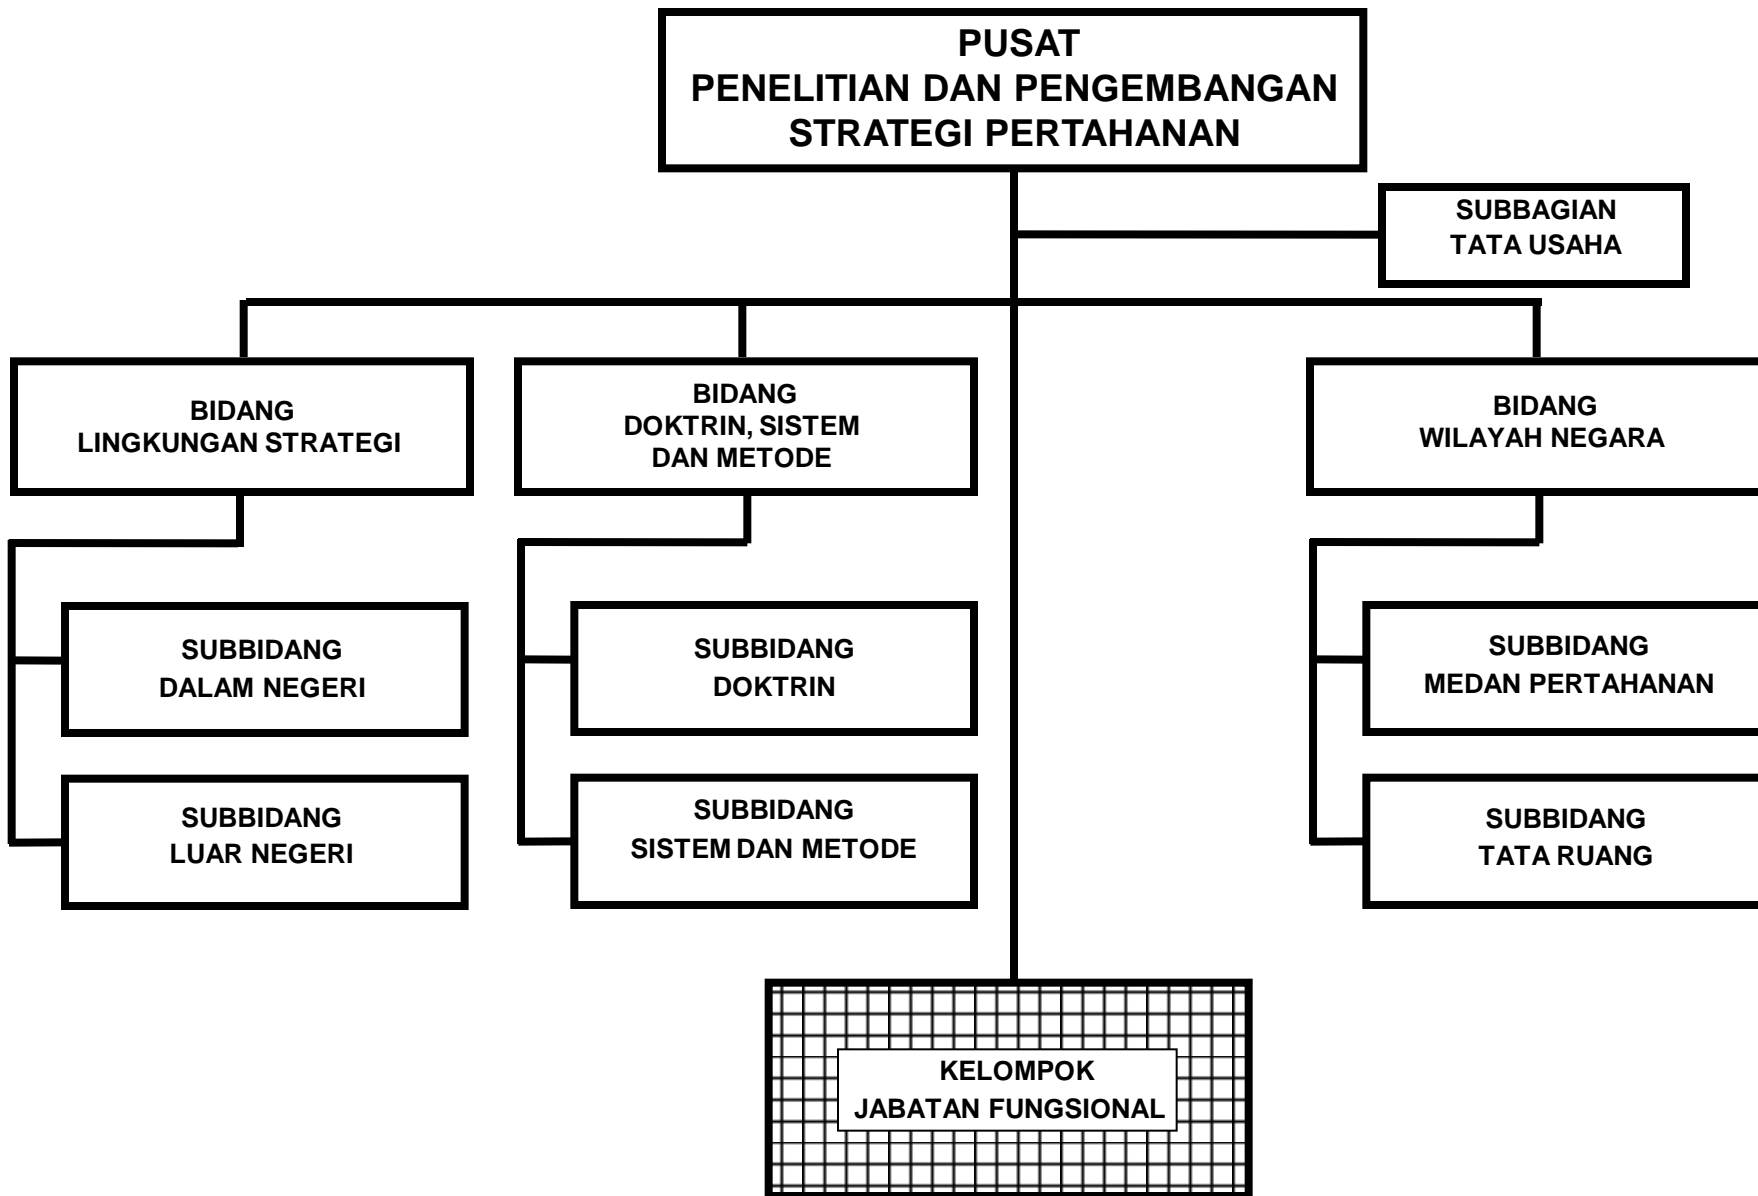 PUSAT
PENELITIAN DAN PENGEMBANGAN
STRATEGI PERTAHANAN
SUBBAGIAN
TATA USAHA
BIDANG
LINGKUNGAN STRATEGI
BIDANG
DOKTRIN, SISTEM
DAN METODE
BIDANG
WILAYAH NEGARA
SUBBIDANG
DALAM NEGERI
SUBBIDANG
DOKTRIN
SUBBIDANG
MEDAN PERTAHANAN
SUBBIDANG
LUAR NEGERI
SUBBIDANG
SISTEM DAN METODE
SUBBIDANG
TATA RUANG
KELOMPOK
JABATAN FUNGSIONAL